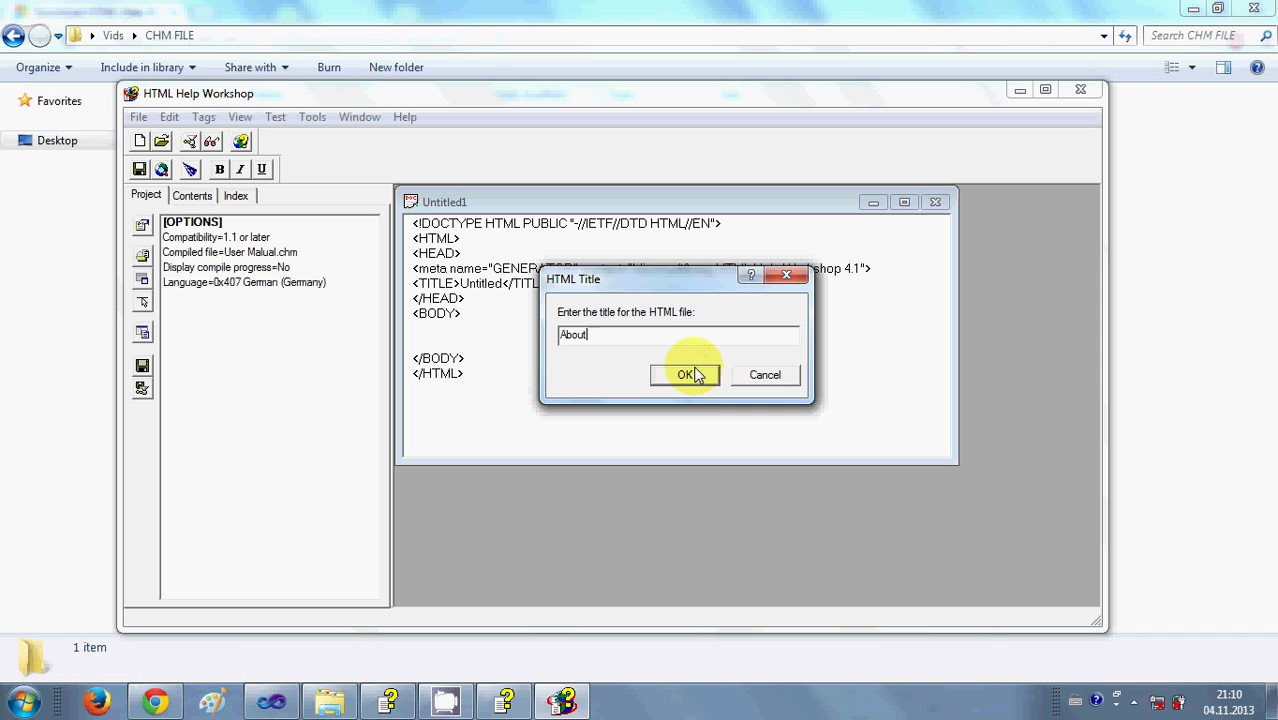 Vids
CHM FILE
Search CHM FILE
Organize
Include in library
Share with
Burn
New folder
Favorites
Desktop
HTML Help Workshop
File Edit Tags View Test Tools Window Help
B I U
Project Contents Index
[OPTIONS]
Compatibility=1.1 or later
Compiled file=User Malual.chm
Display compile progress=No
Language=0x407 German (Germany)
Untitled1
<!DOCTYPE HTML PUBLIC "-//IETF//DTD HTML//EN">
<HTML>
<HEAD>
<meta name="GENERATOR"
shop 4.1">
<TITLE>Untitled</TITL
</HEAD>
<BODY>
</BODY>
</HTML>
HTML Title
Enter the title for the HTML file:
About
OK
Cancel
1 item
21:10
04.11.2013